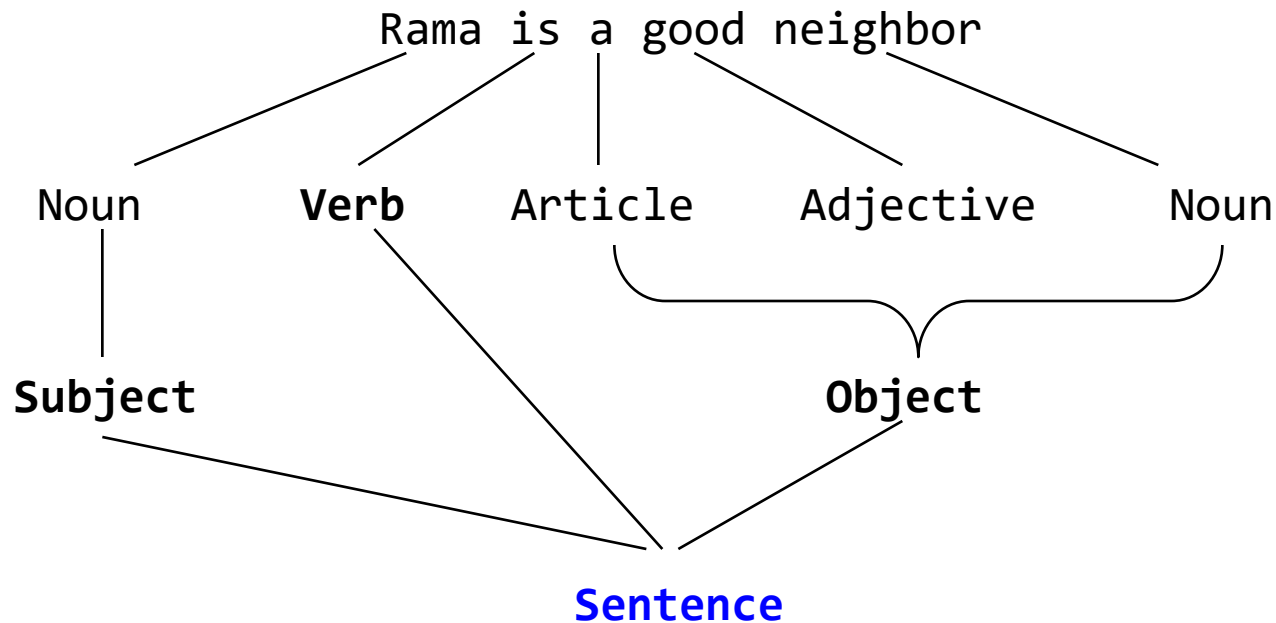 Rama is a good neighbor
Noun Verb Article Adjective Noun
Subject Object
Sentence